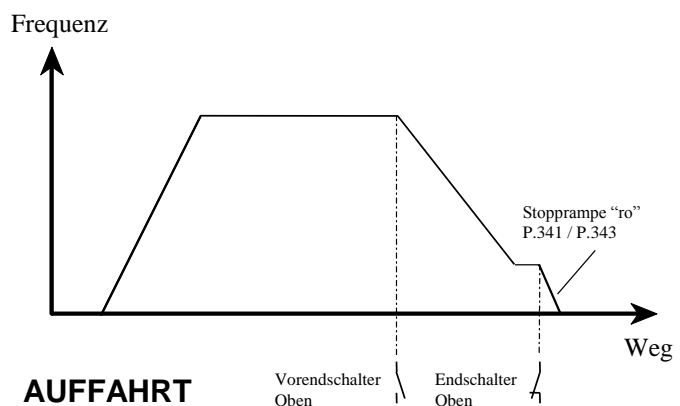 Frequenz
Stopprampe “ro”
P.341 / P.343
Weg
AUFFAHRT
Vorendschalter
Oben
Endschalter
Oben